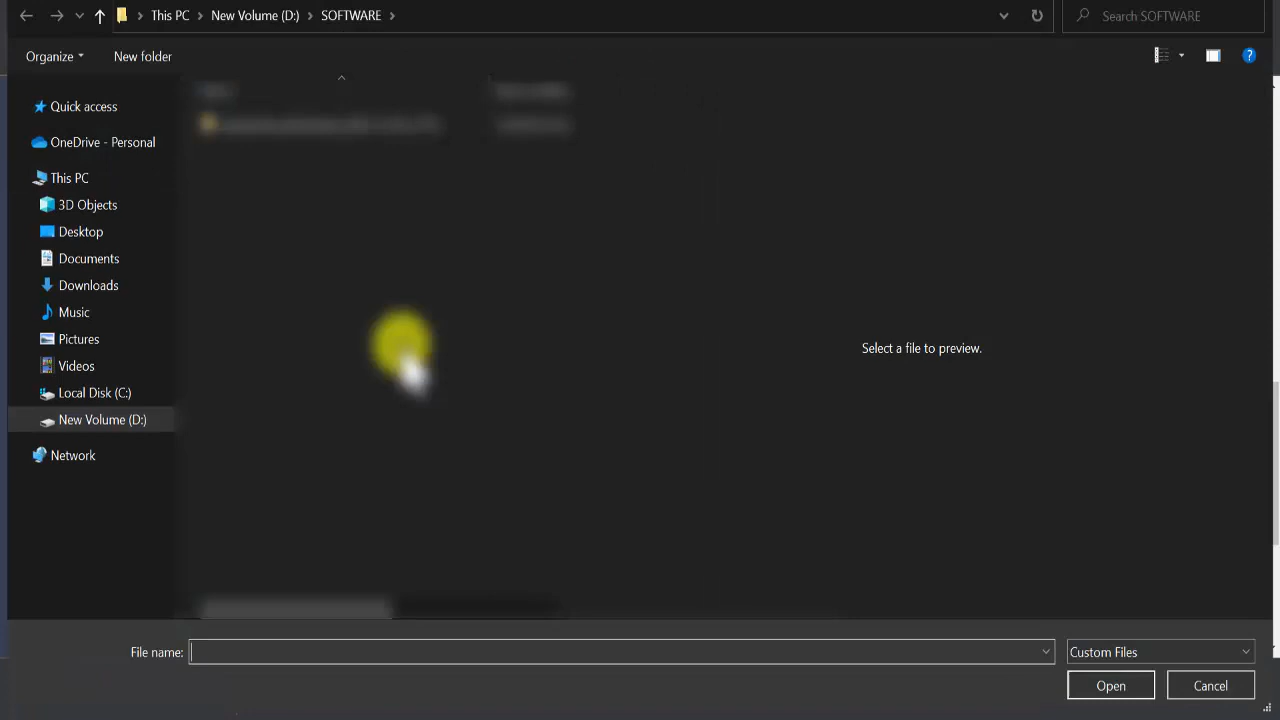 This PC
New Volume (D:)
SOFTWARE
Search SOFTWARE
Organize
New folder
Quick access
OneDrive - Personal
This PC
3D Objects
Desktop
Documents
Downloads
Music
Pictures
Videos
Local Disk (C:)
New Volume (D:)
Network
Select a file to preview.
File name:
Custom Files
Open
Cancel